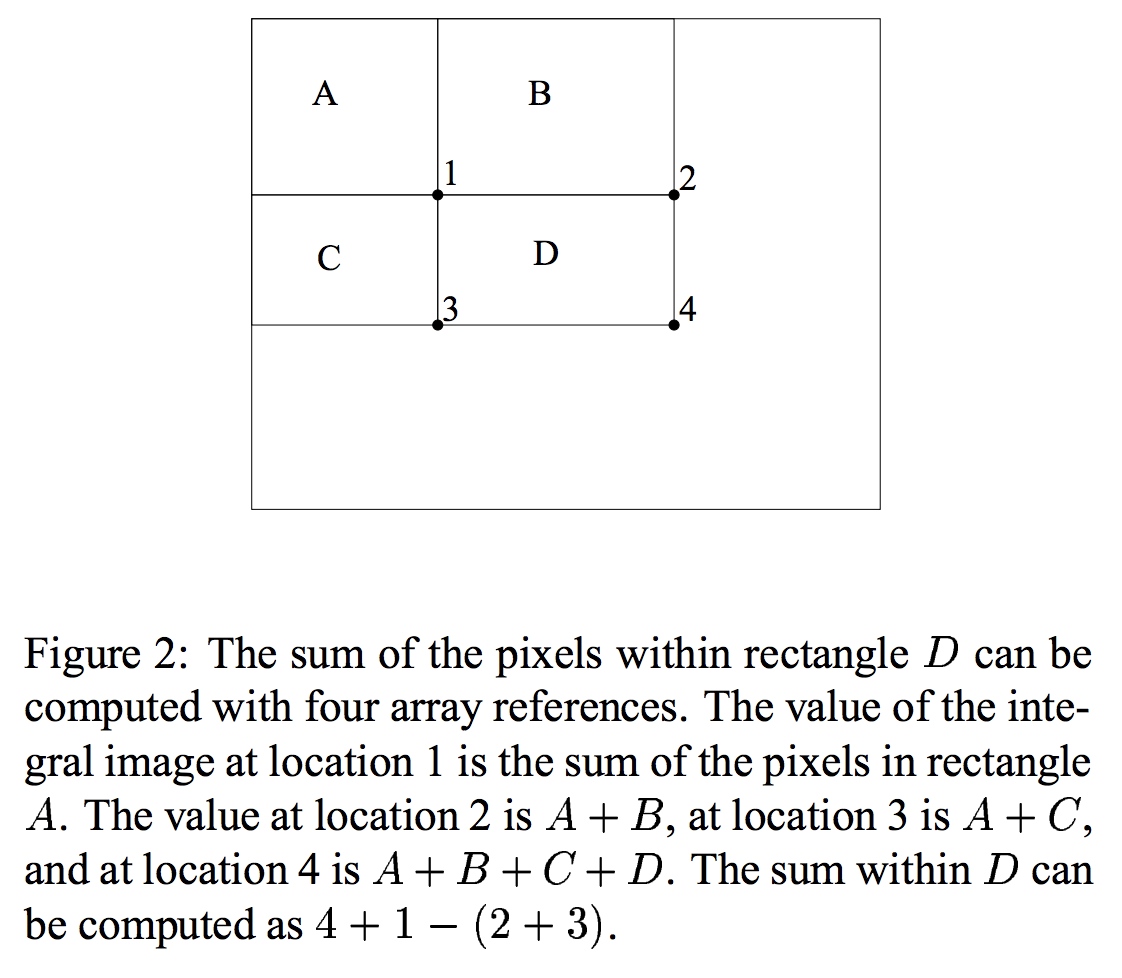 A
B
1
2
C
D
3
4
Figure 2: The sum of the pixels within rectangle D can be
computed with four array references. The value of the inte-
gral image at location 1 is the sum of the pixels in rectangle
A. The value at location 2 is A + B, at location 3 is A + C,
and at location 4 is A + B + C + D. The sum within D can
be computed as 4 + 1 − (2 + 3).